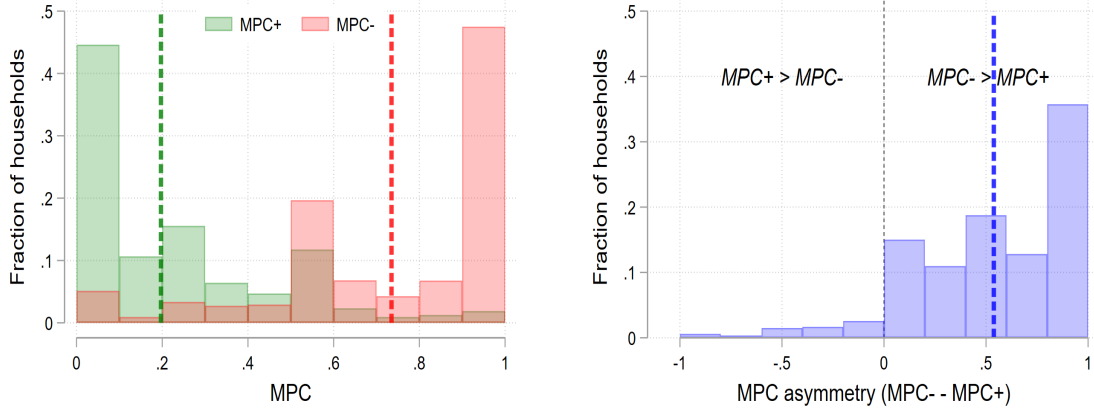 MPC+ MPC-
.5
.4
.3
.2
.1
0
Fraction of households
0 .2 .4 .6 .8 1
MPC
MPC+ > MPC- MPC- > MPC+
.5
.4
.3
.2
.1
0
Fraction of households
-1 -.5 0 .5 1
MPC asymmetry (MPC- - MPC+)